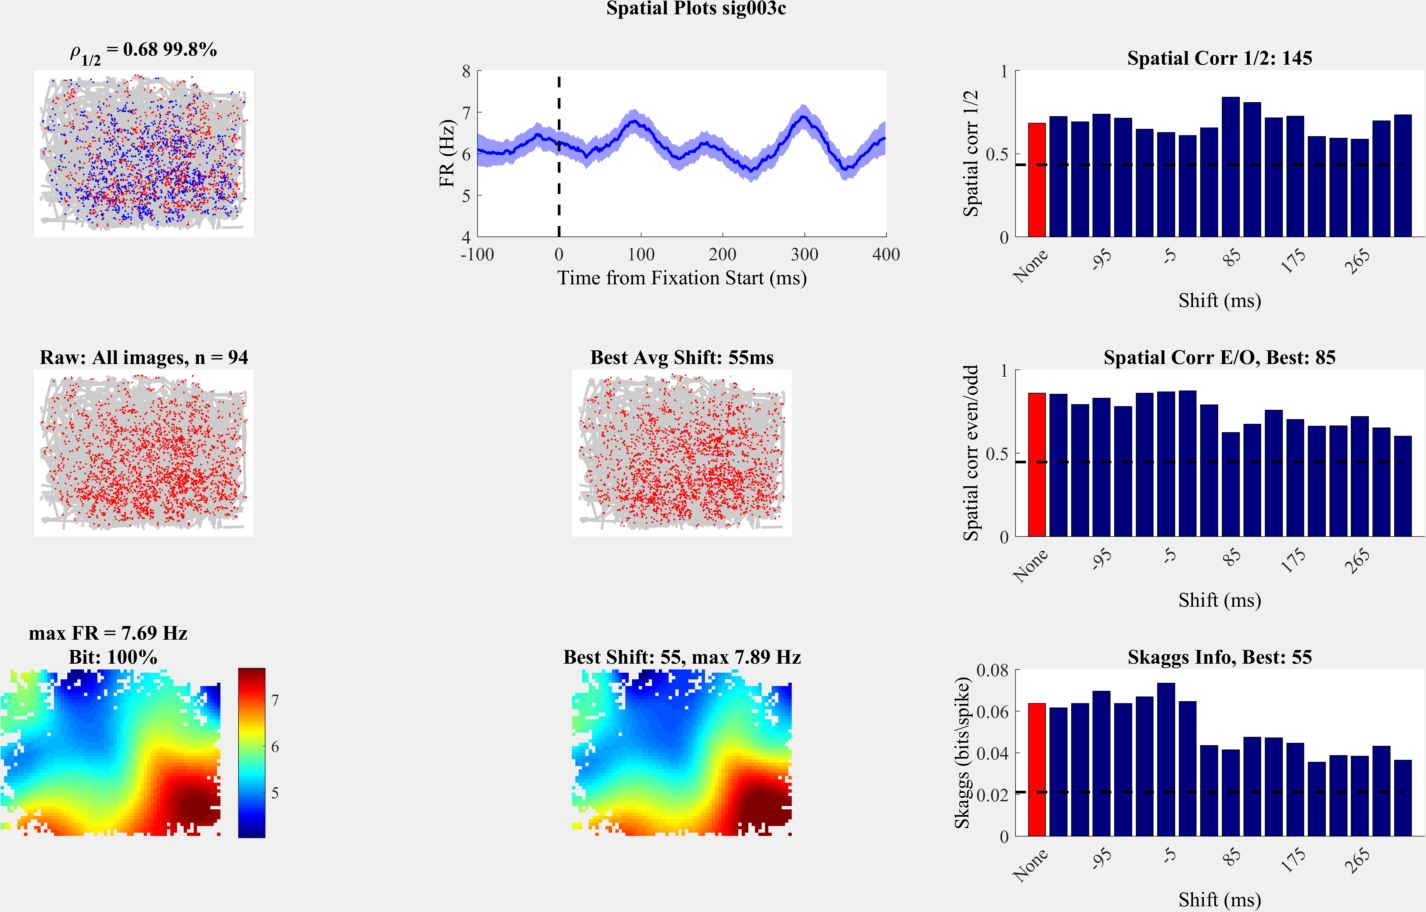 Spatial Plots sig003c
ρ1/2 = 0.68 99.8%
8
7
6
5
4
FR (Hz)
-100
0
100
200
300
400
Time from Fixation Start (ms)
Spatial Corr 1/2: 145
1
0.5
0
Spatial corr 1/2
None
-95
-5
85
175
265
Shift (ms)
Raw: All images, n = 94
Best Avg Shift: 55ms
Spatial Corr E/O, Best: 85
1
0.5
0
Spatial corr even/odd
None
-95
-5
85
175
265
Shift (ms)
max FR = 7.69 Hz
Bit: 100%
7
6
5
Best Shift: 55, max 7.89 Hz
Skaggs Info, Best: 55
0.08
0.06
0.04
0.02
0
Skaggs (bits\spike)
None
-95
-5
85
175
265
Shift (ms)